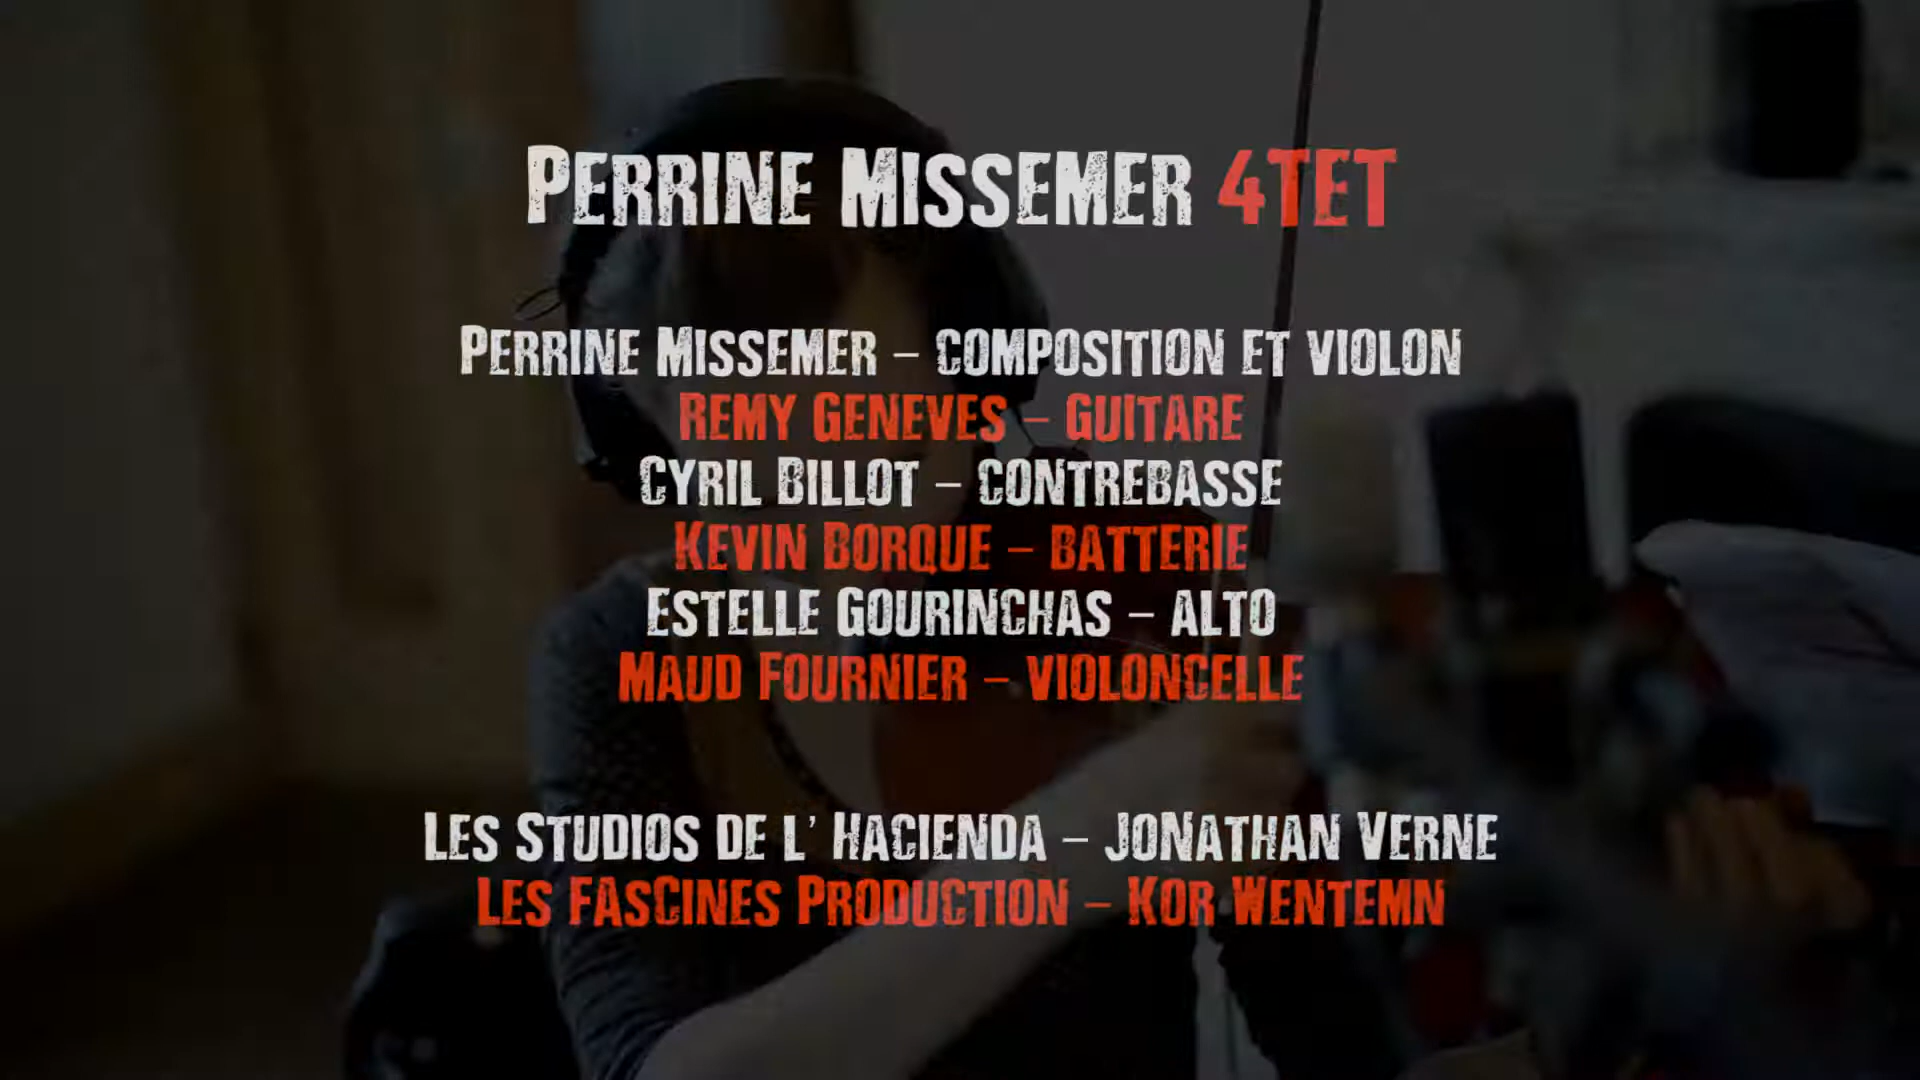 Perrine Missemer 4TET
Perrine Missemer – composition et violon
Remy Geneves – Guitare
Cyril Billot – contrebasse
Kevin Borque – batterie
Estelle Gourinchas – alto
Maud Fournier – violoncelle
Les Studios de l' Hacienda – JoNathan Verne
Les FAsCines Production – Kor Wentemn